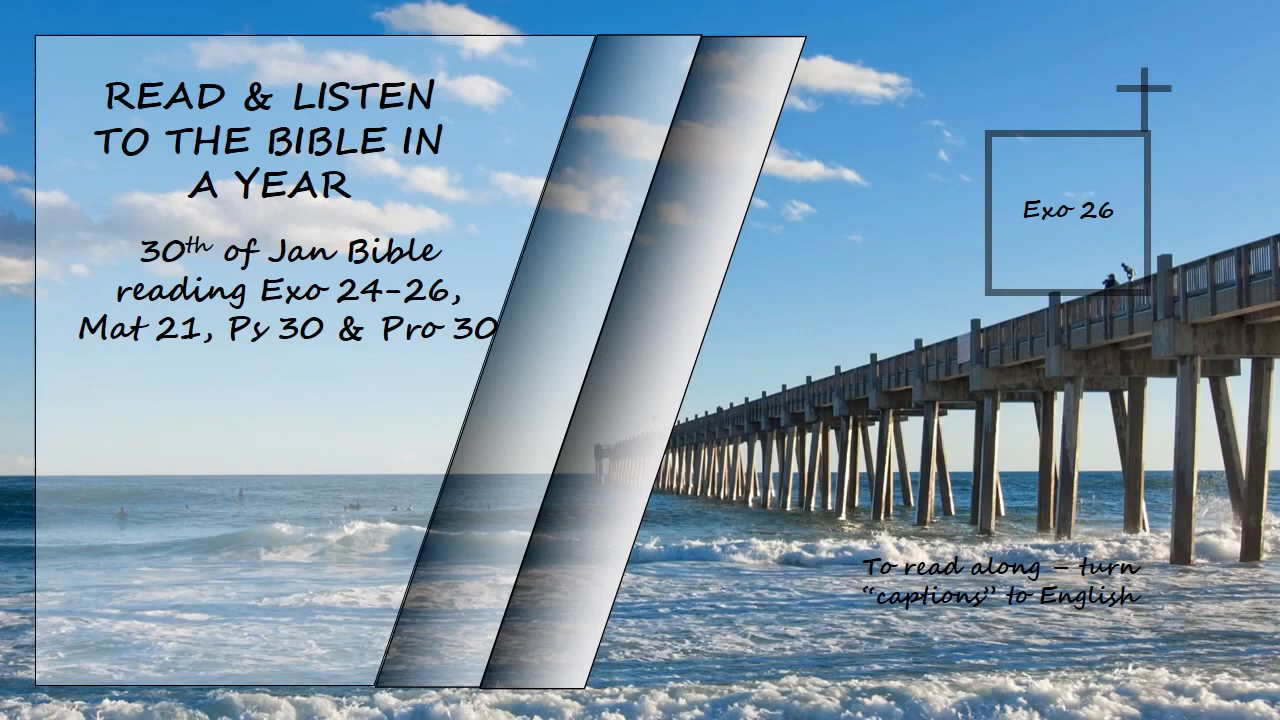 READ & LISTEN
TO THE BIBLE IN
A YEAR
30th of Jan Bible
reading Exo 24-26,
Mat 21, Ps 30 & Pro 30
Exo 26
To read along – turn
“captions” to English